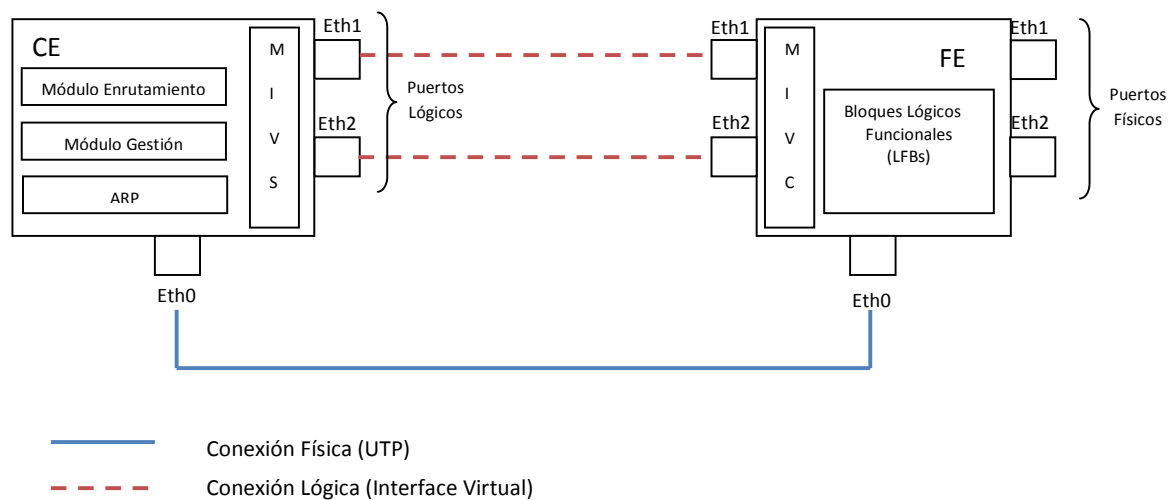 CE
Módulo Enrutamiento
Módulo Gestión
ARP
M
I
V
S
Eth1
Eth2
Puertos
Lógicos
Eth0
Eth1
Eth2
M
I
V
C
FE
Bloques Lógicos
Funcionales
(LFBs)
Eth1
Eth2
Puertos
Físicos
Eth0
Conexión Física (UTP)
Conexión Lógica (Interface Virtual)